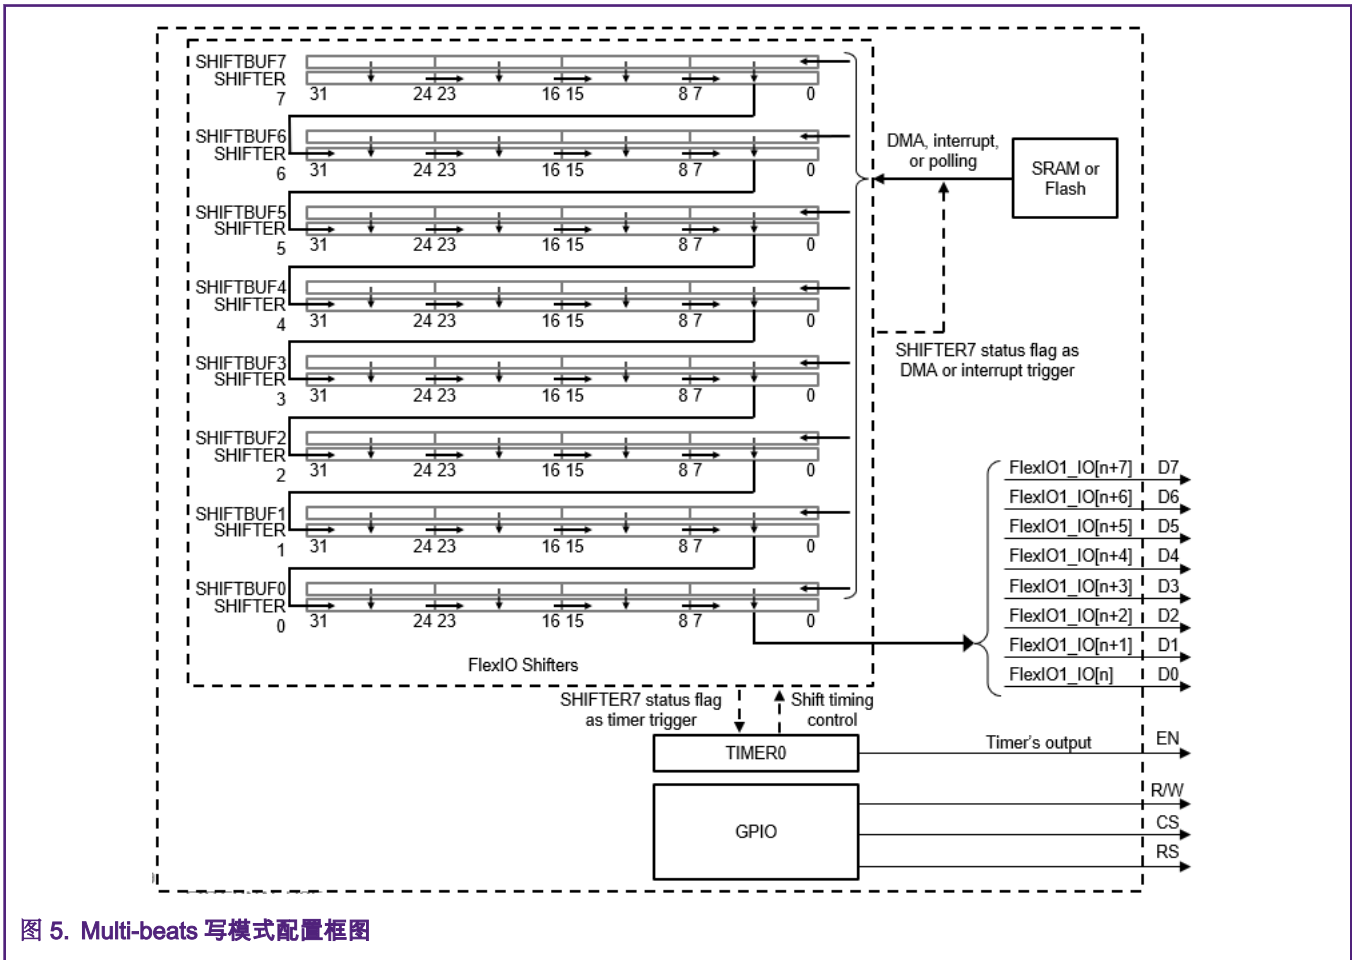 SHIFTBUF7
SHIFTER
7
31 24 23 16 15 8 7 0
SHIFTBUF6
SHIFTER
6
31 24 23 16 15 8 7 0
SHIFTBUF5
SHIFTER
5
31 24 23 16 15 8 7 0
SHIFTBUF4
SHIFTER
4
31 24 23 16 15 8 7 0
SHIFTBUF3
SHIFTER
3
31 24 23 16 15 8 7 0
SHIFTBUF2
SHIFTER
2
31 24 23 16 15 8 7 0
SHIFTBUF1
SHIFTER
1
31 24 23 16 15 8 7 0
SHIFTBUF0
SHIFTER
0
31 24 23 16 15 8 7 0
FlexIO Shifters
DMA, interrupt,
or polling
SRAM or
Flash
SHIFTER7 status flag as
DMA or interrupt trigger
FlexIO1_IO[n+7] D7
FlexIO1_IO[n+6] D6
FlexIO1_IO[n+5] D5
FlexIO1_IO[n+4] D4
FlexIO1_IO[n+3] D3
FlexIO1_IO[n+2] D2
FlexIO1_IO[n+1] D1
FlexIO1_IO[n] D0
SHIFTER7 status flag
as timer trigger
Shift timing
control
TIMER0
Timer's output
EN
GPIO
R/W
CS
RS
图 5. Multi-beats 写模式配置框图